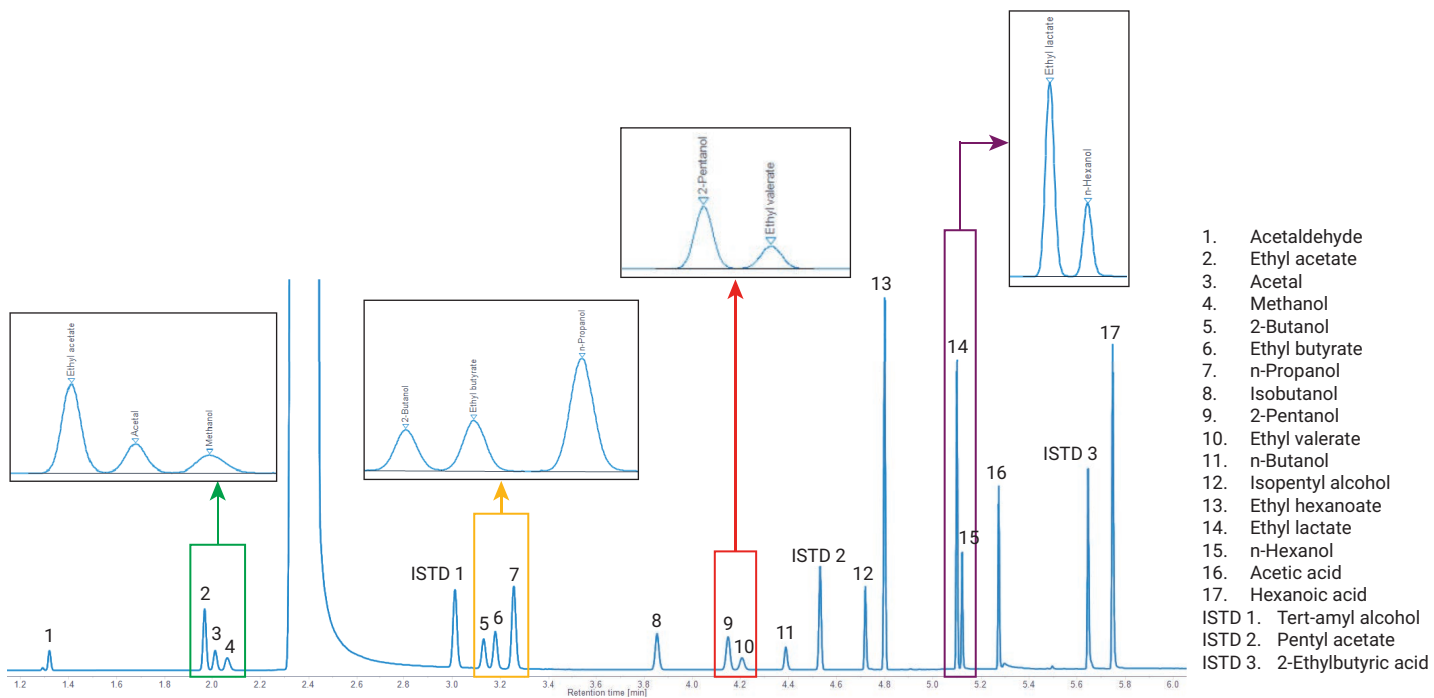 Ethyl acetate
Acetal
Methanol
2-Butanol
Ethyl butyrate
n-Propanol
2-Pentanol
Ethyl valerate
Ethyl lactate
n-Hexanol
1
2
3
4
ISTD 1
5
6
7
8
9
10
11
ISTD 2
12
13
14
15
16
ISTD 3
17
1.2 1.4 1.6 1.8 2.0 2.2 2.4 2.6 2.8 3.0 3.2 3.4 3.6 3.8 4.0 4.2 4.4 4.6 4.8 5.0 5.2 5.4 5.6 5.8 6.0
Retention time [min]
1. Acetaldehyde
2. Ethyl acetate
3. Acetal
4. Methanol
5. 2-Butanol
6. Ethyl butyrate
7. n-Propanol
8. Isobutanol
9. 2-Pentanol
10. Ethyl valerate
11. n-Butanol
12. Isopentyl alcohol
13. Ethyl hexanoate
14. Ethyl lactate
15. n-Hexanol
16. Acetic acid
17. Hexanoic acid
ISTD 1. Tert-amyl alcohol
ISTD 2. Pentyl acetate
ISTD 3. 2-Ethylbutyric acid